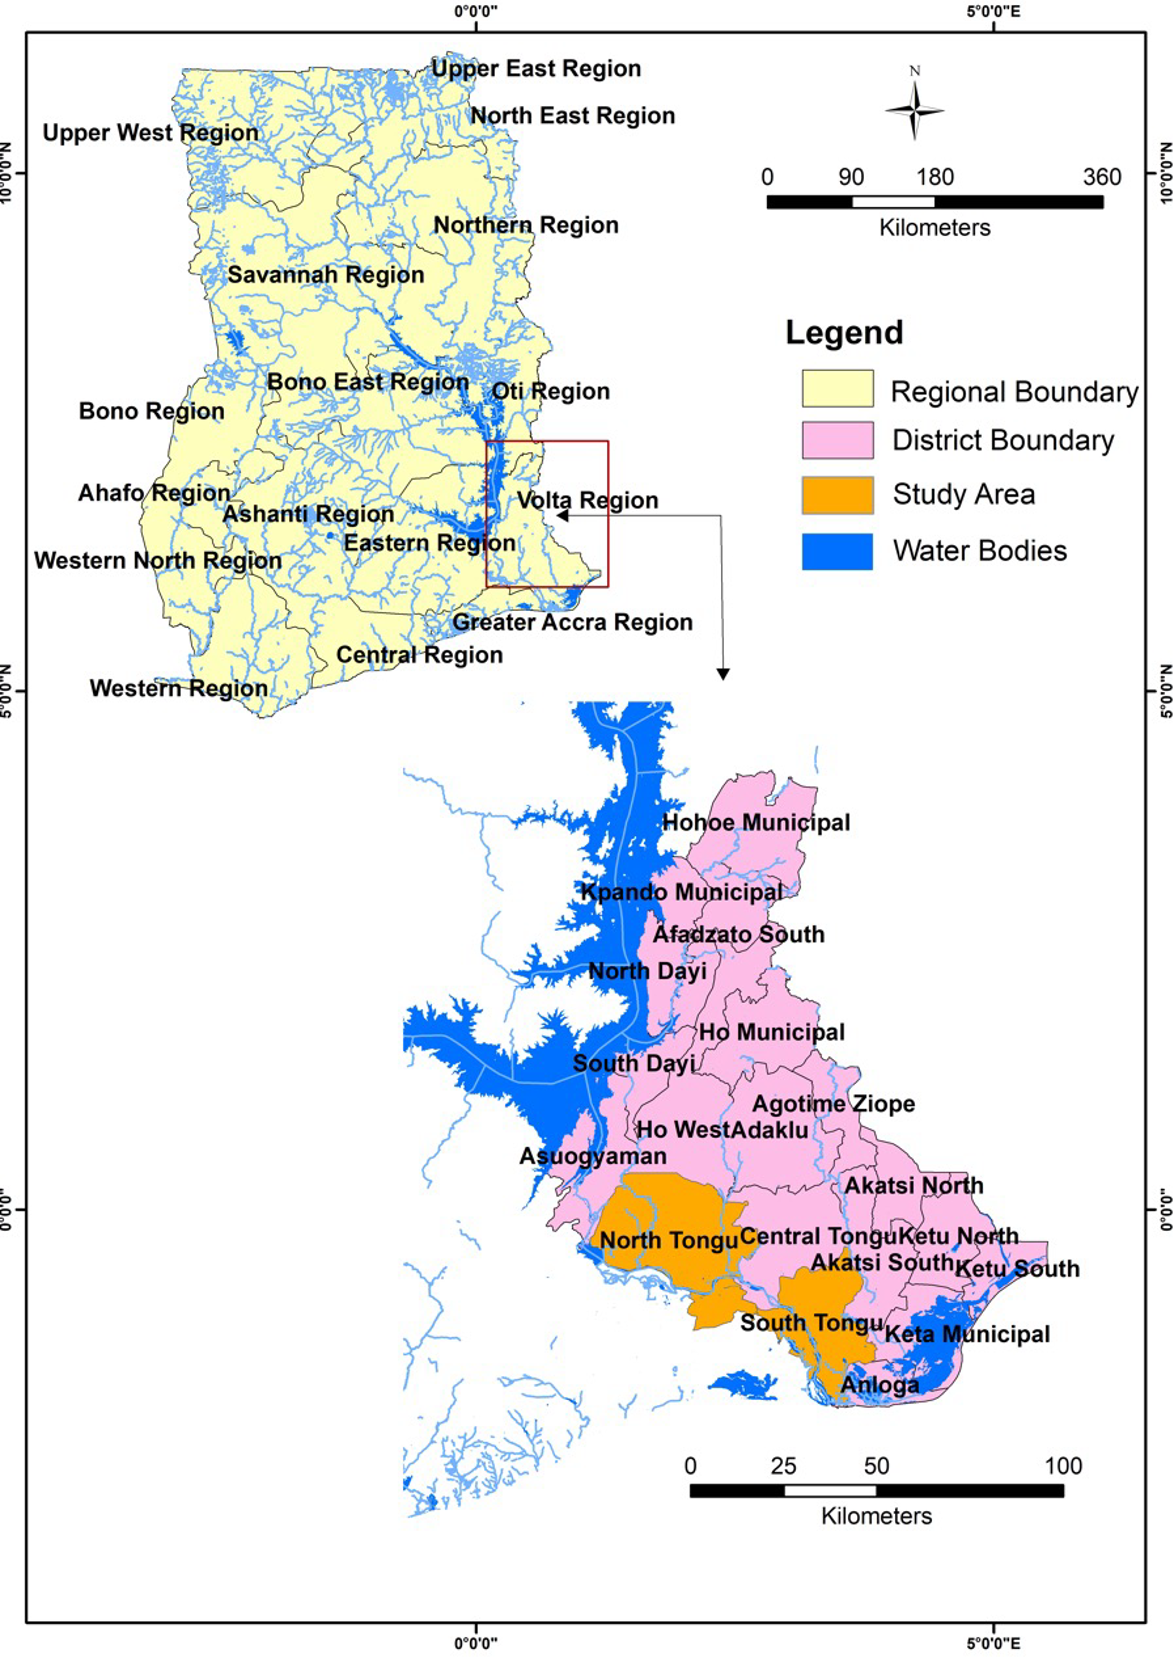 0°0'0" 5°0'0"E
Upper East Region
N
North East Region
Upper West Region
10°0'0"N
10°0'0"N
0 90 180 360
Kilometers
Northern Region
Savannah Region
Legend
Bono East Region
Oti Region
Regional Boundary
Bono Region
District Boundary
Ahafo Region
Volta Region
Study Area
Ashanti Region
Eastern Region
Water Bodies
Western North Region
Greater Accra Region
Central Region
Western Region
5°0'0"N
5°0'0"N
Hohoe Municipal
Kpando Municipal
Afadzato South
North Dayi
Ho Municipal
South Dayi
Agotime Ziope
Ho West Adaklu
Asuogyaman
Akatsi North
0°0'0"
0°0'0"
North Tongu Central Tongu Ketu North
Akatsi South Ketu South
South Tongu
Keta Municipal
Anloga
0 25 50 100
Kilometers
0°0'0" 5°0'0"E